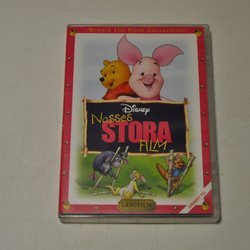 WINNIE THE POOH COLLECTION
Disney
Nasses
STORA
FILM
LÅNGFILM